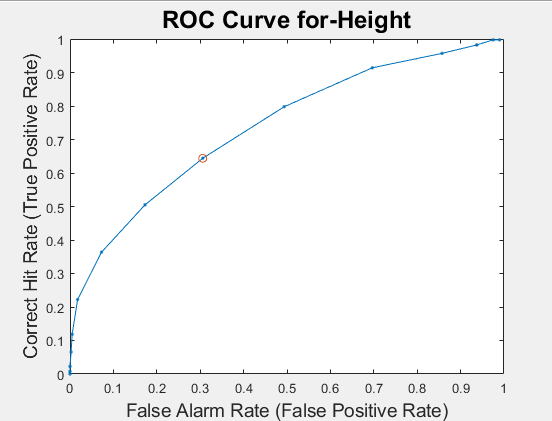 ROC Curve for-Height
Correct Hit Rate (True Positive Rate)
1
0.9
0.8
0.7
0.6
0.5
0.4
0.3
0.2
0.1
0
0 0.1 0.2 0.3 0.4 0.5 0.6 0.7 0.8 0.9 1
False Alarm Rate (False Positive Rate)